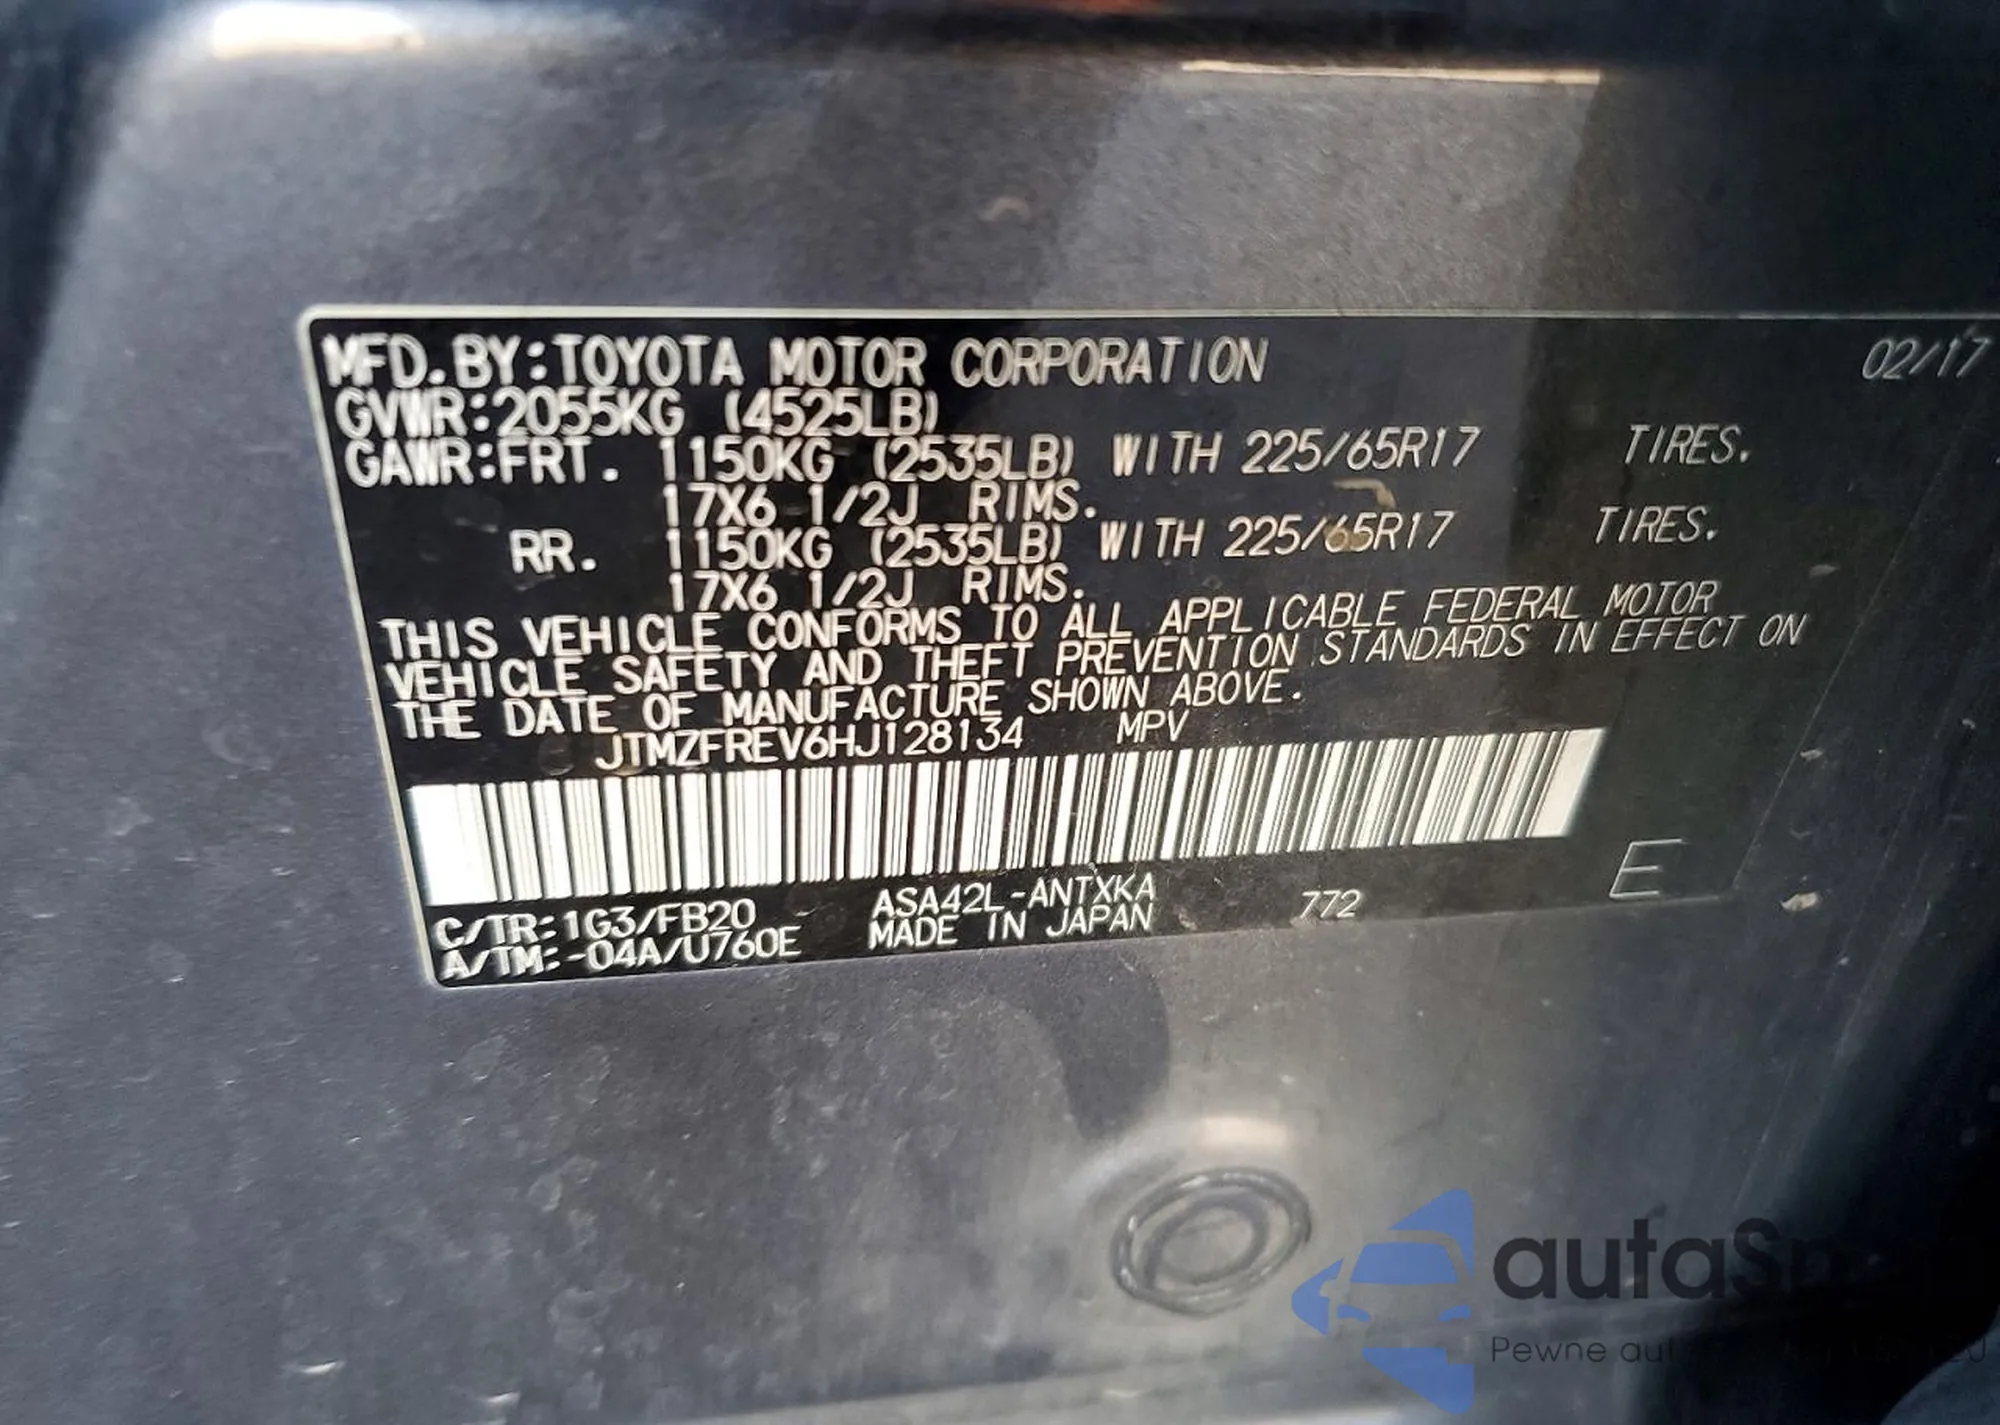 MFD.BY:TOYOTA MOTOR CORPORATION 02/17
GVWR:2055KG (4525LB)
GAWR:FRT. 1150KG (2535LB) WITH 225/65R17 TIRES.
17X6 1/2J RIMS.
RR. 1150KG (2535LB) WITH 225/65R17 TIRES.
17X6 1/2J RIMS.
THIS VEHICLE CONFORMS TO ALL APPLICABLE FEDERAL MOTOR
VEHICLE SAFETY AND THEFT PREVENTION STANDARDS IN EFFECT ON
THE DATE OF MANUFACTURE SHOWN ABOVE.
JTMZFREV6HJ128134 MPV
E
C/TR:1G3/FB20 ASA42L-ANTXKA 772
A/TM:-04A/U760E MADE IN JAPAN
Pewne